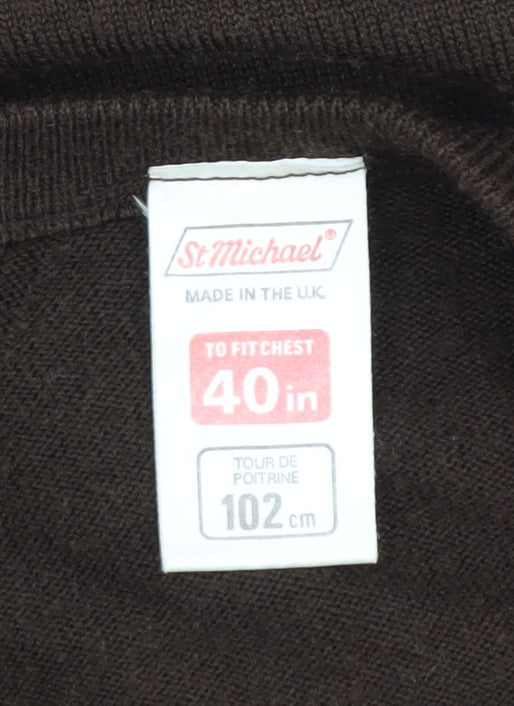 St Michael®
MADE IN THE U.K.
TO FIT CHEST
40 in
TOUR DE
POITRINE
102 cm